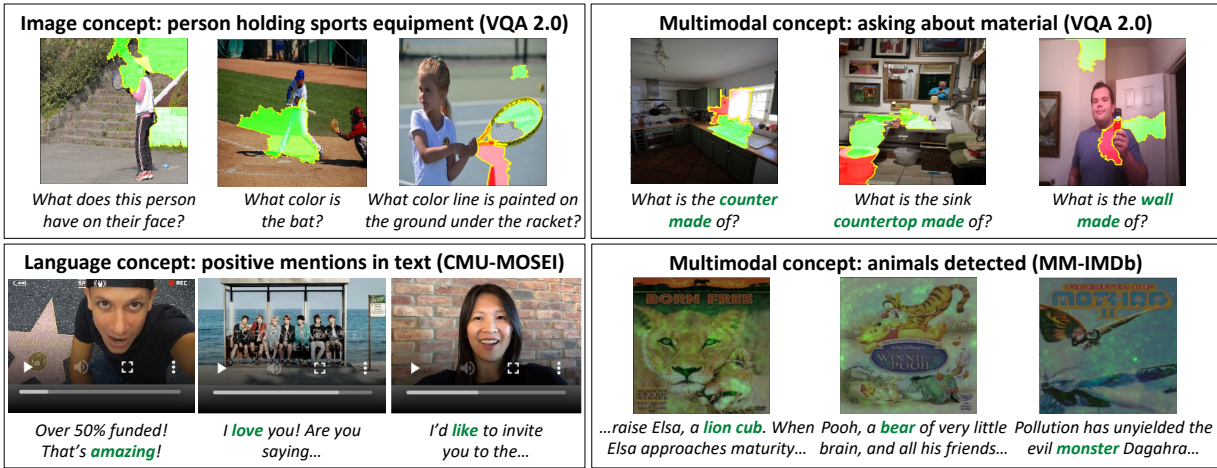 Image concept: person holding sports equipment (VQA 2.0)
What does this person
have on their face?
What color is
the bat?
What color line is painted on
the ground under the racket?
Multimodal concept: asking about material (VQA 2.0)
What is the counter
made of?
What is the sink
countertop made of?
What is the wall
made of?
Language concept: positive mentions in text (CMU-MOSEI)
REC
Over 50% funded!
That's amazing!
I love you! Are you
saying...
I'd like to invite
you to the...
Multimodal concept: animals detected (MM-IMDb)
BORN FREE
WINNIE
POOH
MOTHRA
II
...raise Elsa, a lion cub. When
Elsa approaches maturity...
Pooh, a bear of very little
brain, and all his friends...
Pollution has unyielded the
evil monster Dagahra...